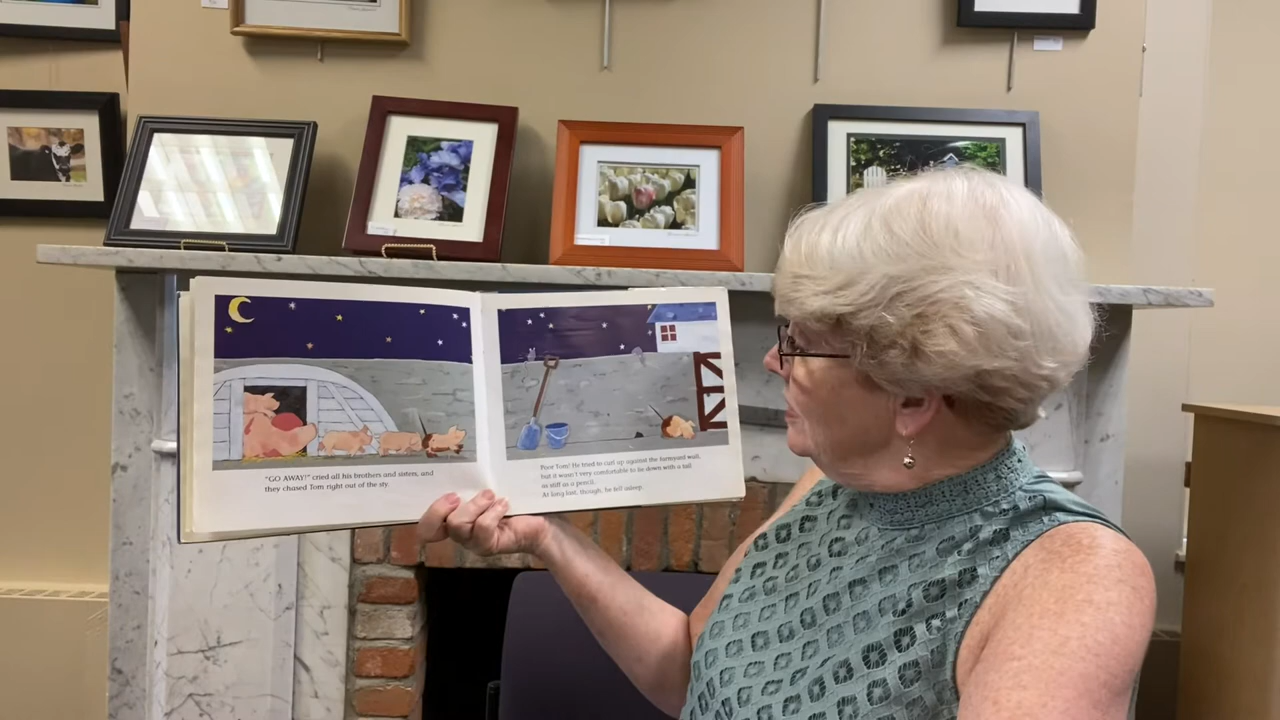 "GO AWAY!" cried all his brothers and sisters, and
they chased Tom right out of the sty.
Poor Tom! He tried to curl up against the farmyard wall,
but it wasn't very comfortable to lie down with a tail
as stiff as a pencil.
At long last, though, he fell asleep.